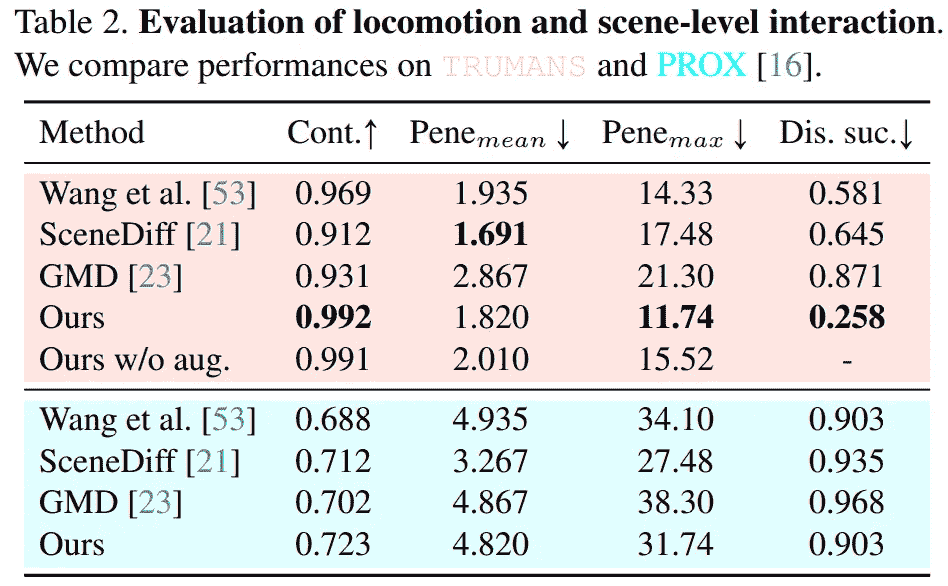 Table 2. Evaluation of locomotion and scene-level interaction.
We compare performances on TRUMANS and PROX [16].
Method Cont.↑ Pene_mean ↓ Pene_max ↓ Dis. suc.↓
Wang et al. [53] 0.969 1.935 14.33 0.581
SceneDiff [21] 0.912 1.691 17.48 0.645
GMD [23] 0.931 2.867 21.30 0.871
Ours 0.992 1.820 11.74 0.258
Ours w/o aug. 0.991 2.010 15.52 -
Wang et al. [53] 0.688 4.935 34.10 0.903
SceneDiff [21] 0.712 3.267 27.48 0.935
GMD [23] 0.702 4.867 38.30 0.968
Ours 0.723 4.820 31.74 0.903